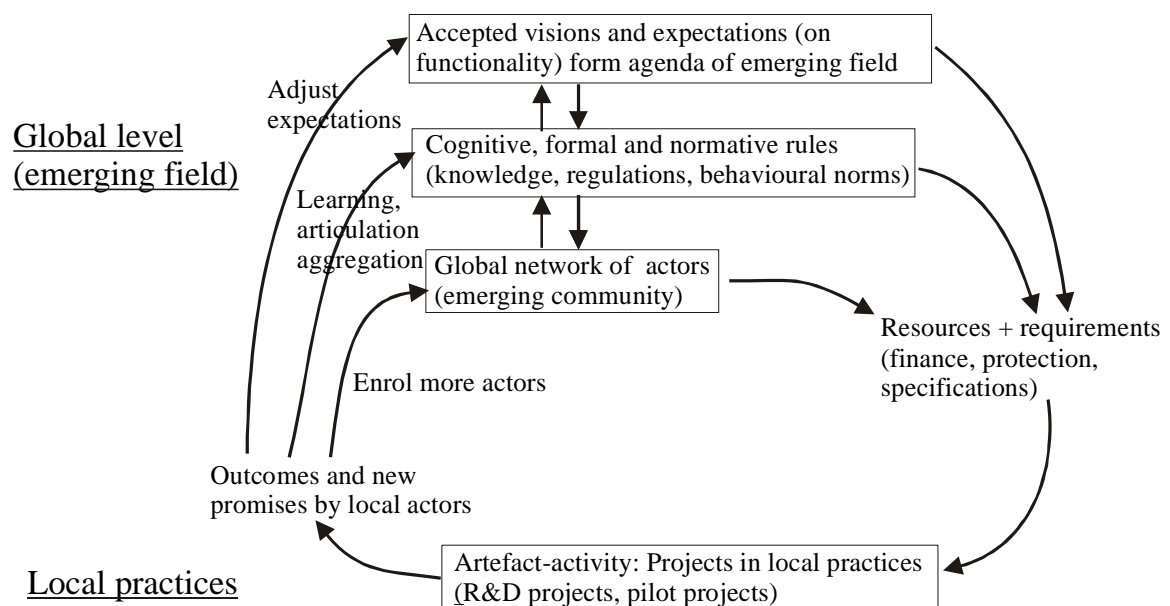 Accepted visions and expectations (on
functionality) form agenda of emerging field
Adjust
expectations
Global level
(emerging field)
Cognitive, formal and normative rules
(knowledge, regulations, behavioural norms)
Learning,
articulation
aggregation
Global network of actors
(emerging community)
Resources + requirements
(finance, protection,
specifications)
Enrol more actors
Outcomes and new
promises by local actors
Artefact-activity: Projects in local practices
(R&D projects, pilot projects)
Local practices